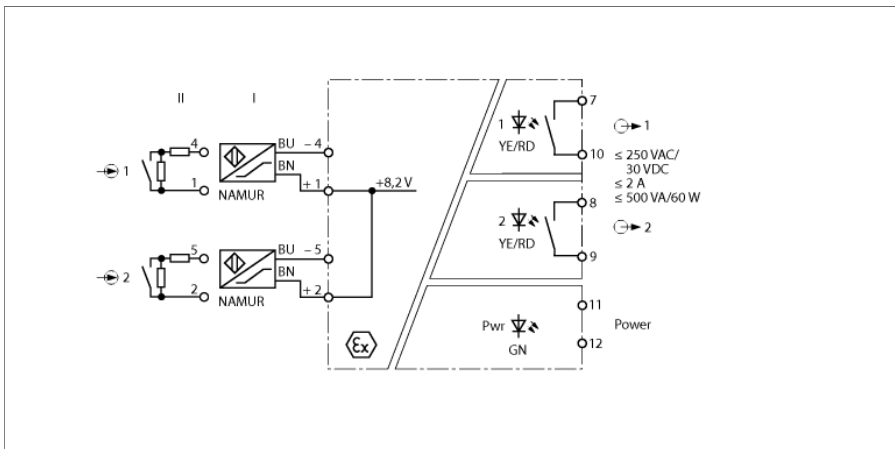 II I
1 4 1 NAMUR BU – 4
BN
+ 1
+8,2 V
2 5 2 NAMUR BU – 5
BN
+ 2
Ex
1 YE/RD
7
10
1
≤ 250 VAC/
30 VDC
≤ 2 A
≤ 500 VA/60 W
2 YE/RD
8
9
2
Pwr GN
11
12
Power